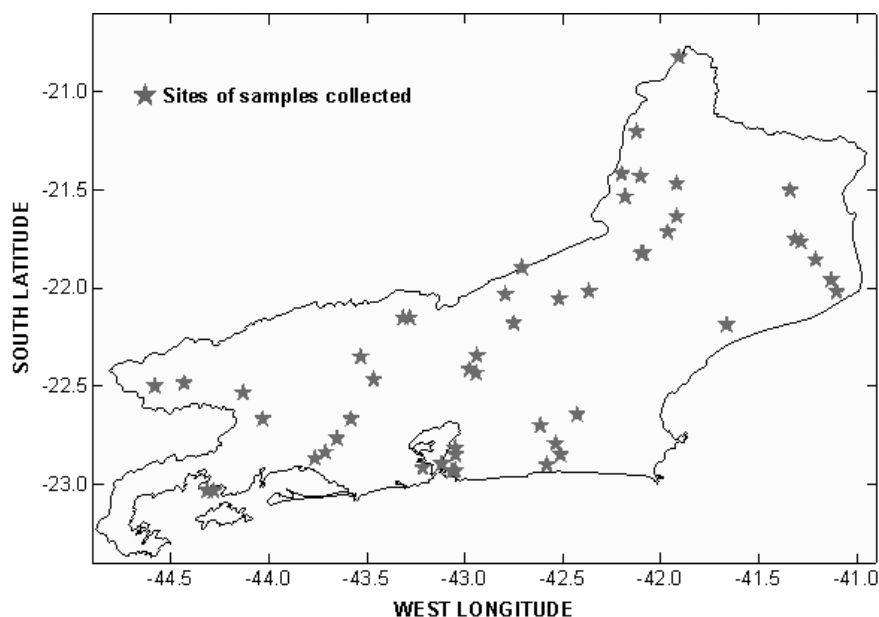 Sites of samples collected
-21.0
-21.5
-22.0
-22.5
-23.0
SOUTH LATITUDE
-44.5 -44.0 -43.5 -43.0 -42.5 -42.0 -41.5 -41.0
WEST LONGITUDE